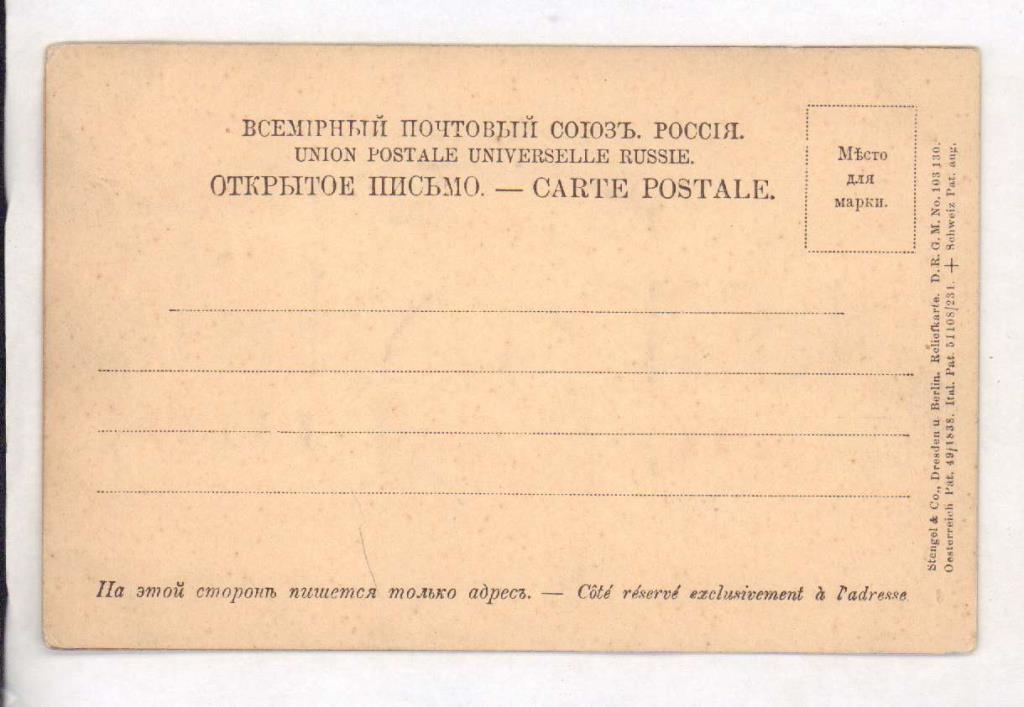 ВСЕМІРНЫЙ ПОЧТОВЫЙ СОЮЗЪ. РОССІЯ.
UNION POSTALE UNIVERSELLE RUSSIE.
ОТКРЫТОЕ ПИСЬМО. — CARTE POSTALE.
Мѣсто
для
марки.
На этой сторонѣ пишется только адресъ. — Côté réservé exclusivement à l'adresse
Stengel & Co., Dresden u. Berlin. Reliefkarte. D. R. G. M. No. 103 130.
Oesterreich Pat. 49/1838. Ital. Pat. 51108/231. + Schweiz Pat. ang.